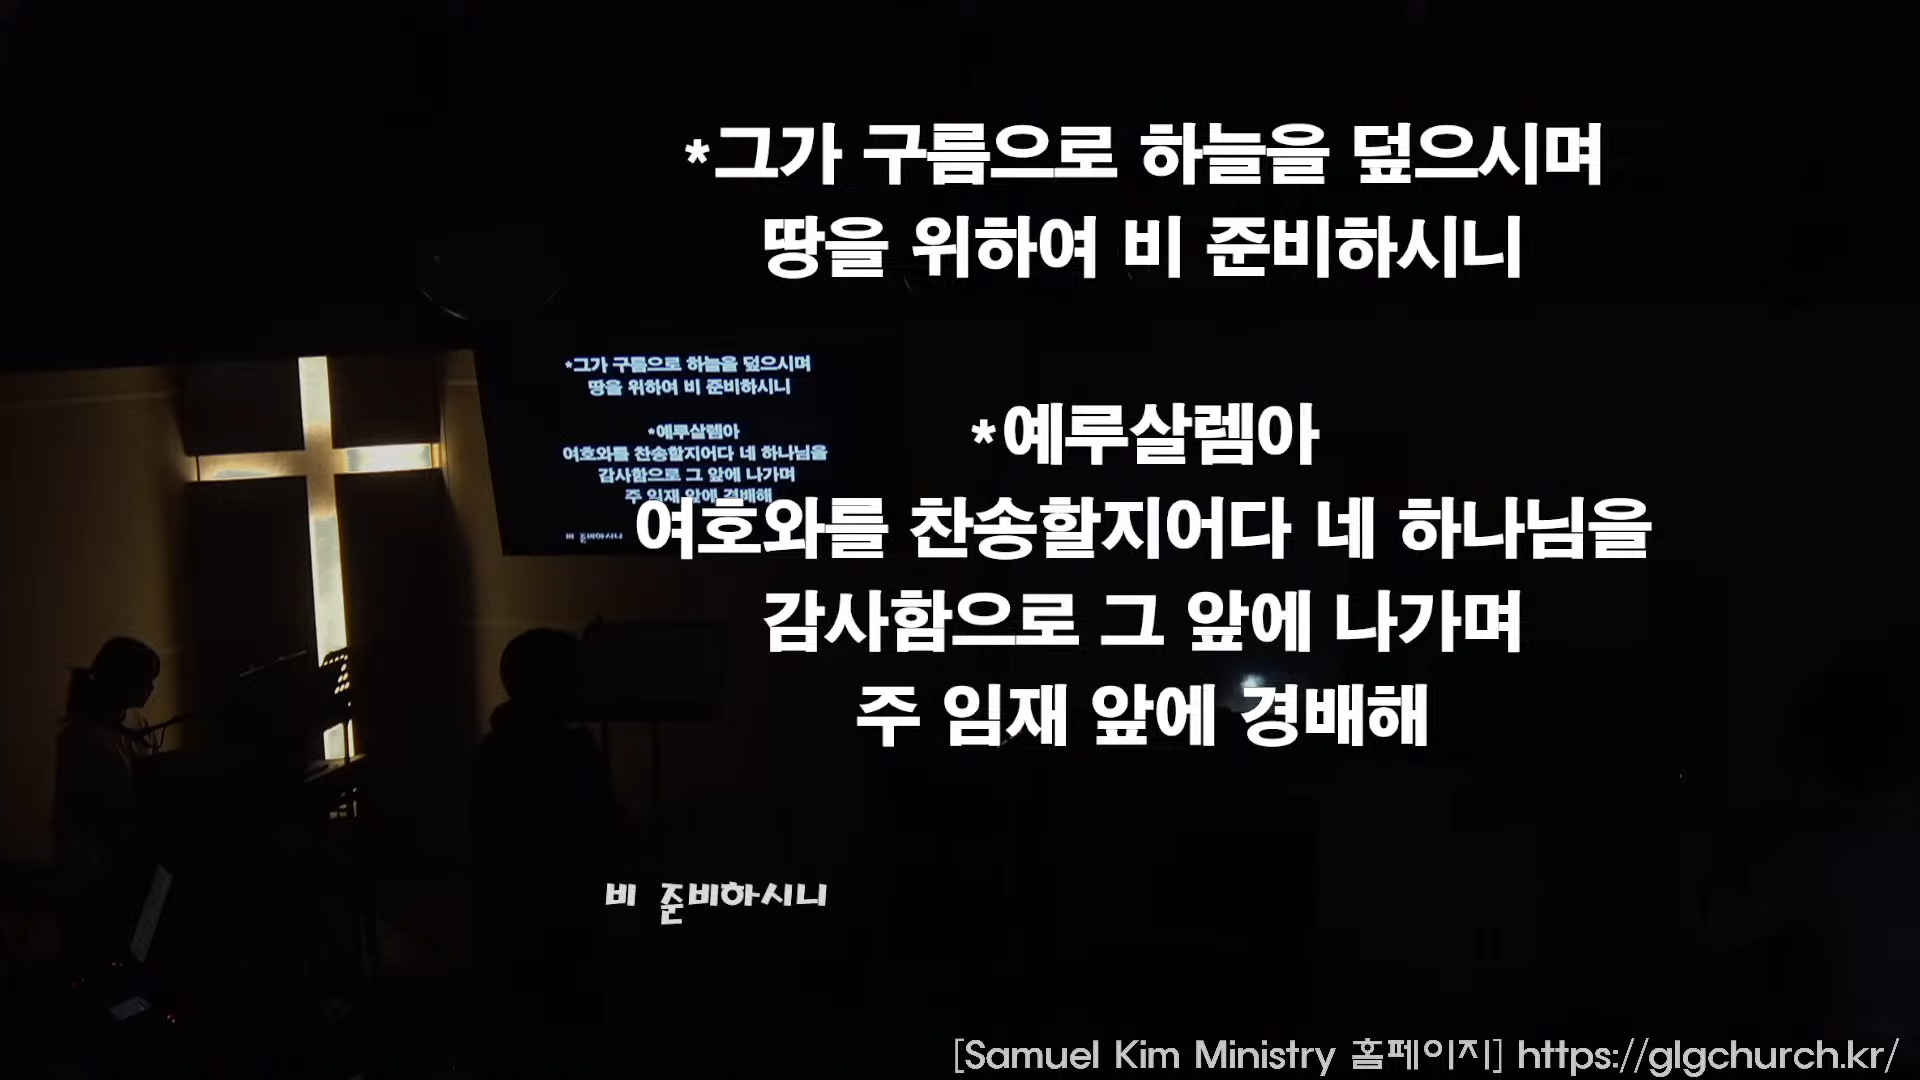 *그가 구름으로 하늘을 덮으시며
땅을 위하여 비 준비하시니
*예루살렘아
여호와를 찬송할지어다 네 하나님을
감사함으로 그 앞에 나가며
주 임재 앞에 경배해
비 준비하시니
*그가 구름으로 하늘을 덮으시며
땅을 위하여 비 준비하시니
*예루살렘아
여호와를 찬송할지어다 네 하나님을
감사함으로 그 앞에 나가며
주 임재 앞에 경배해
비 준비하시니
[Samuel Kim Ministry 홈페이지] https://glgchurch.kr/